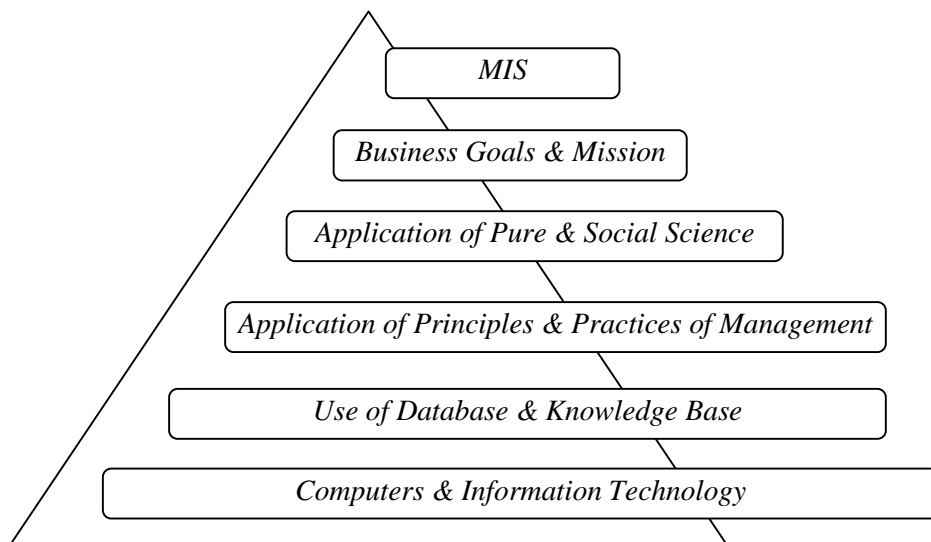 MIS
Business Goals & Mission
Application of Pure & Social Science
Application of Principles & Practices of Management
Use of Database & Knowledge Base
Computers & Information Technology